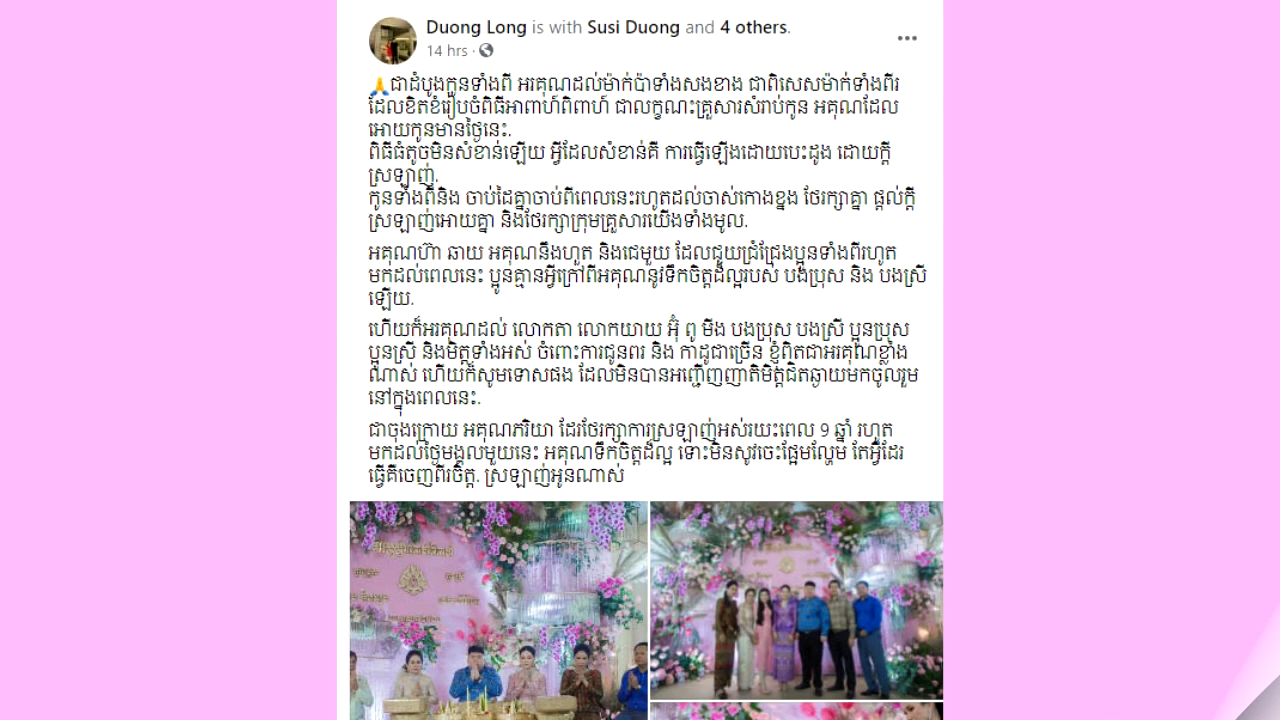 Duong Long is with Susi Duong and 4 others.
14 hrs ·
🙏ជាដំបូងកូនទាំងពី អរគុណដល់ម៉ាក់ប៉ាទាំងសងខាង ជាពិសេសម៉ាក់ទាំងពីរ
ដែលខិតខំរៀបចំពិធីអាពាហ៍ពិពាហ៍ ជាលក្ខណះគ្រួសារសំរាប់កូន អគុណដែល
អោយកូនមានថ្ងៃនេះ.
ពិធីធំតូចមិនសំខាន់ឡើយ អ្វីដែលសំខាន់គឺ ការធ្វើឡើងដោយបេះដូង ដោយក្ដី
ស្រឡាញ់.
កូនទាំងពីនិង ចាប់ដៃគ្នាចាប់ពីពេលនេះរហូតដល់ចាស់កោងខ្នង ថែរក្សាគ្នា ផ្ដល់ក្ដី
ស្រឡាញ់អោយគ្នា និងថែរក្សាក្រុមគ្រួសារយើងទាំងមូល.
អគុណហ៊ា ឆាយ អគុណនឹងហួត និងជេមួយ ដែលជួយជ្រំជ្រែងប្អូនទាំងពីរហូត
មកដល់ពេលនេះ ប្អូនគ្មានអ្វីក្រៅពីអគុណនូវទឹកចិត្តដ៏ល្អរបស់ បងប្រុស និង បងស្រី
ឡើយ.
ហើយក៏អរគុណដល់ លោកតា លោកយាយ អ៊ុំ ពូ មីង បងប្រុស បងស្រី ប្អូនប្រុស
ប្អូនស្រី និងមិត្តទាំងអស់ ចំពោះការជូនពរ និង កាដូជាច្រើន ខ្ញុំពិតជាអរគុណខ្លាំង
ណាស់ ហើយក៏សូមទោសផង ដែលមិនបានអញ្ជើញញាតិមិត្តជិតឆ្ងាយមកចូលរួម
នៅក្នុងពេលនេះ.
ជាចុងក្រោយ អគុណភរិយា ដែរថែរក្សាការស្រឡាញ់អស់រយះពេល 9 ឆ្នាំ រហូត
មកដល់ថ្ងៃមង្គលមួយនេះ អគុណទឹកចិត្តដ៏ល្អ ទោះមិនសូវចេះផ្អែមល្ហែម តែអ្វីដែរ
ធ្វើគឺចេញពីរចិត្ត. ស្រឡាញ់អូនណាស់